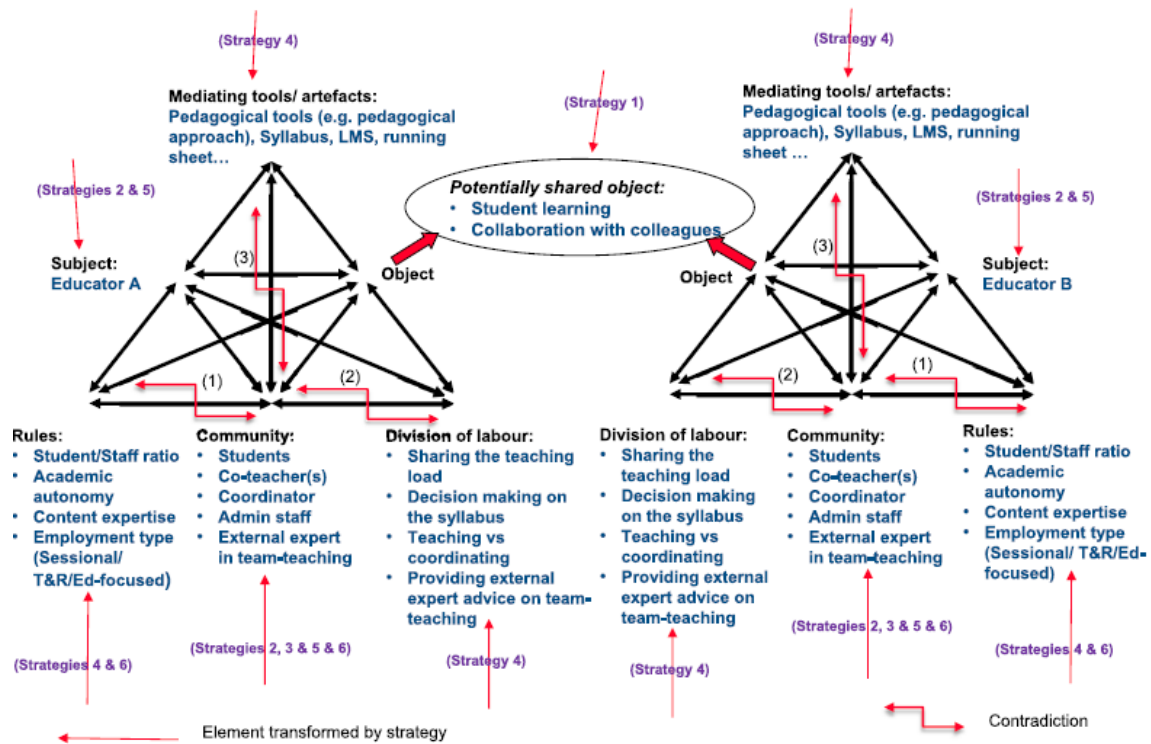 (Strategy 4)
Mediating tools/ artefacts:
Pedagogical tools (e.g. pedagogical
approach), Syllabus, LMS, running
sheet…
(Strategies 2 & 5)
Subject:
Educator A
(3)
Object
(1)
(2)
(Strategy 1)
Potentially shared object:
• Student learning
• Collaboration with colleagues
(Strategy 4)
Mediating tools/ artefacts:
Pedagogical tools (e.g. pedagogical
approach), Syllabus, LMS, running
sheet …
(Strategies 2 & 5)
Subject:
Educator B
(3)
Object
(2)
(1)
Rules:
• Student/Staff ratio
• Academic
autonomy
• Content expertise
• Employment type
(Sessional/
T&R/Ed-focused)
(Strategies 4 & 6)
Community:
• Students
• Co-teacher(s)
• Coordinator
• Admin staff
• External expert
in team-teaching
(Strategies 2, 3 & 5 & 6)
Division of labour:
• Sharing the teaching
load
• Decision making on
the syllabus
• Teaching vs
coordinating
• Providing external
expert advice on team-
teaching
(Strategy 4)
Division of labour:
• Sharing the
teaching load
• Decision making
on the syllabus
• Teaching vs
coordinating
• Providing external
expert advice on
team-teaching
(Strategy 4)
Community:
• Students
• Co-teacher(s)
• Coordinator
• Admin staff
• External expert
in team-teaching
(Strategies 2, 3 & 5 & 6)
Rules:
• Student/Staff ratio
• Academic
autonomy
• Content expertise
• Employment type
(Sessional/ T&R/Ed-
focused)
(Strategies 4 & 6)
Element transformed by strategy
Contradiction